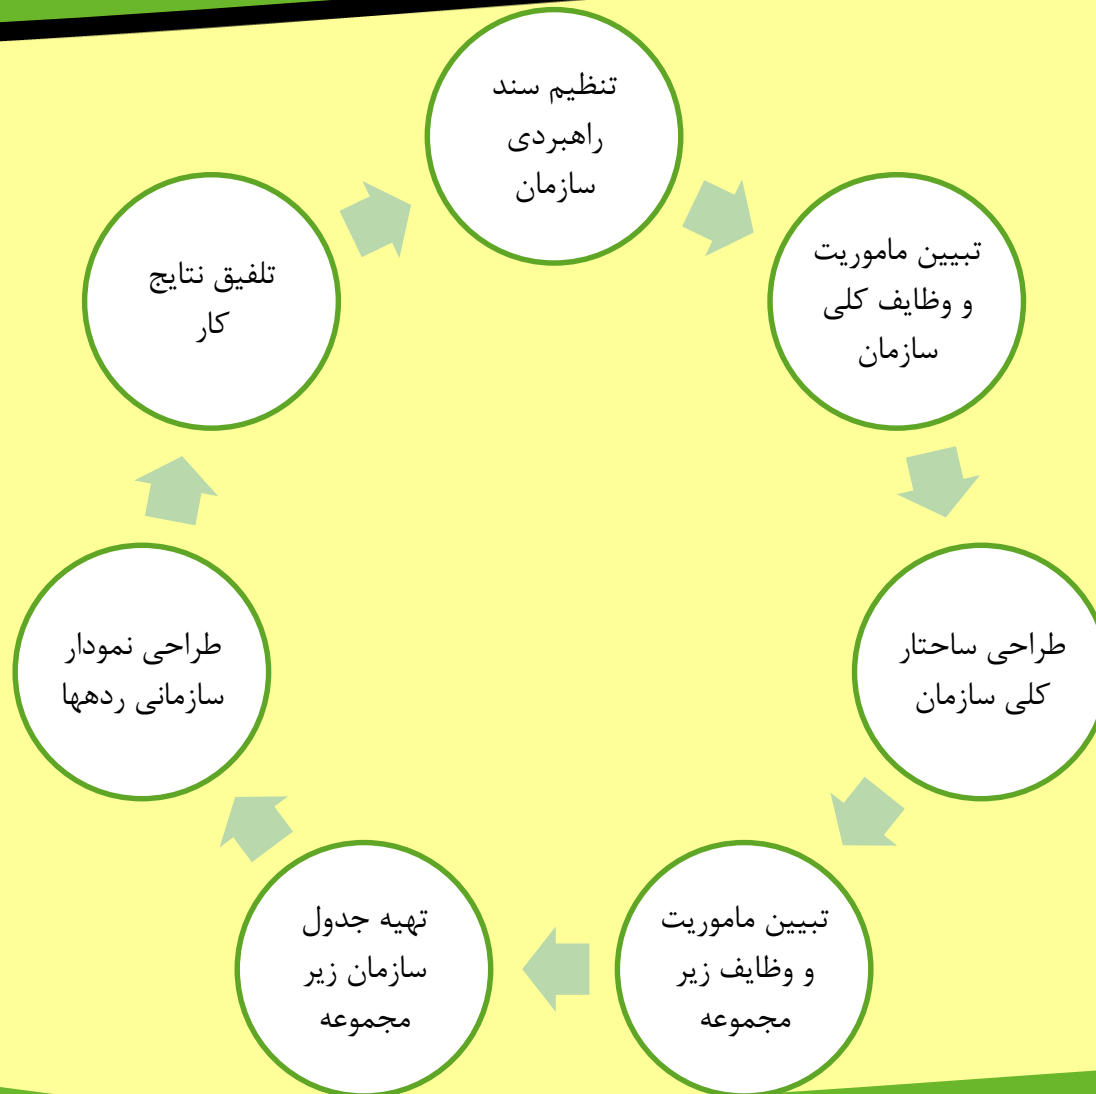 تنظیم سند
راهبردی
سازمان
تبیین ماموریت
و وظایف کلی
سازمان
طراحی ساحتار
کلی سازمان
تبیین ماموریت
و وظایف زیر
مجموعه
تهیه جدول
سازمان زیر
مجموعه
طراحی نمودار
سازمانی ردهها
تلفیق نتایج
کار